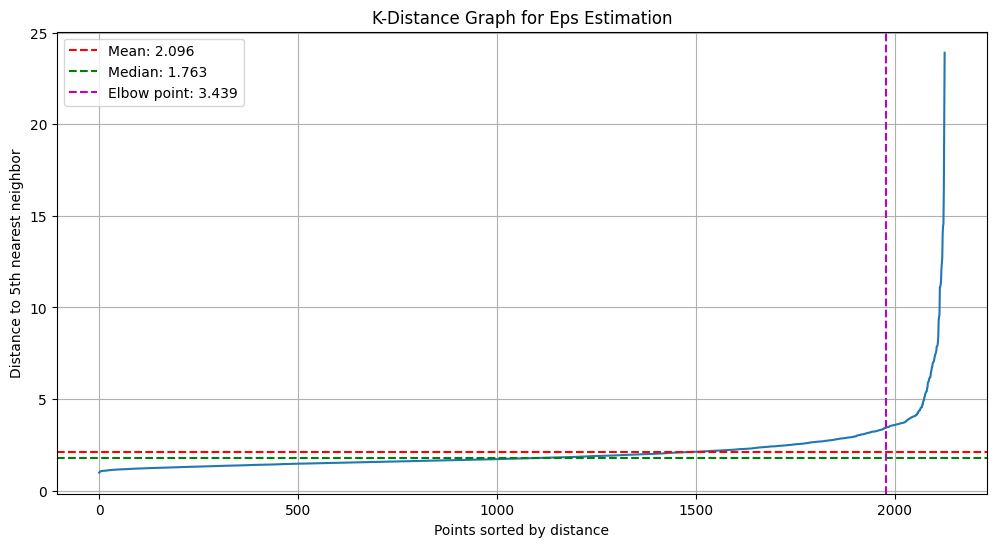 K-Distance Graph for Eps Estimation
25
20
15
10
5
0
Distance to 5th nearest neighbor
Mean: 2.096
Median: 1.763
Elbow point: 3.439
0 500 1000 1500 2000
Points sorted by distance